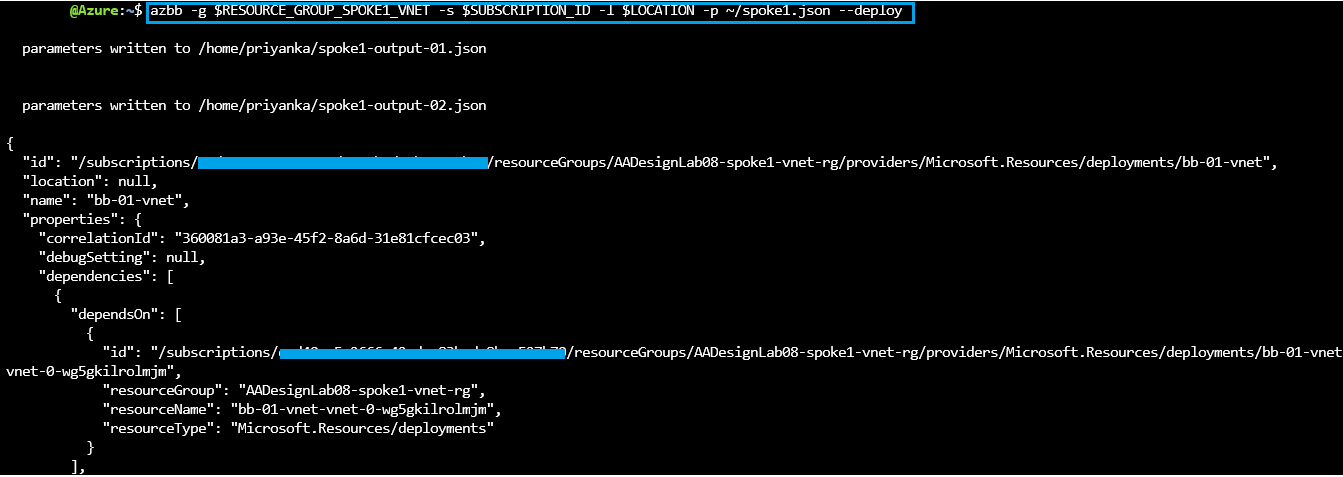 @Azure:~$ azbb -g $RESOURCE_GROUP_SPOKE1_VNET -s $SUBSCRIPTION_ID -l $LOCATION -p ~/spoke1.json --deploy
parameters written to /home/priyanka/spoke1-output-01.json
parameters written to /home/priyanka/spoke1-output-02.json
{
"id": "/subscriptions/ /resourceGroups/AADesignLab08-spoke1-vnet-rg/providers/Microsoft.Resources/deployments/bb-01-vnet",
"location": null,
"name": "bb-01-vnet",
"properties": {
"correlationId": "360081a3-a93e-45f2-8a6d-31e81cfcec03",
"debugSetting": null,
"dependencies": [
{
"dependsOn": [
{
"id": "/subscriptions/ /resourceGroups/AADesignLab08-spoke1-vnet-rg/providers/Microsoft.Resources/deployments/bb-01-vnet
vnet-0-wg5gkilrolmjm",
"resourceGroup": "AADesignLab08-spoke1-vnet-rg",
"resourceName": "bb-01-vnet-vnet-0-wg5gkilrolmjm",
"resourceType": "Microsoft.Resources/deployments"
}
],